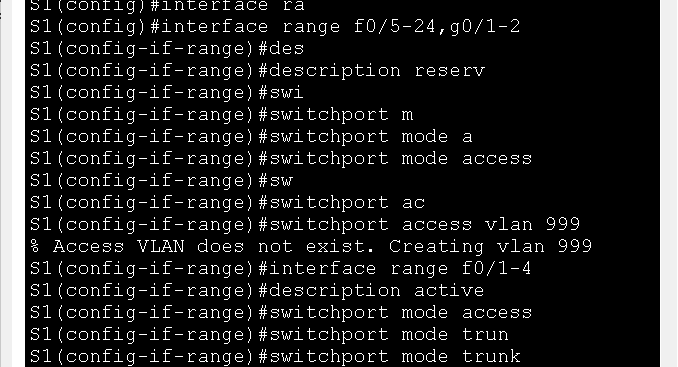 S1(config)#interface ra
S1(config)#interface range f0/5-24,g0/1-2
S1(config-if-range)#des
S1(config-if-range)#description reserv
S1(config-if-range)#swi
S1(config-if-range)#switchport m
S1(config-if-range)#switchport mode a
S1(config-if-range)#switchport mode access
S1(config-if-range)#sw
S1(config-if-range)#switchport ac
S1(config-if-range)#switchport access vlan 999
% Access VLAN does not exist. Creating vlan 999
S1(config-if-range)#interface range f0/1-4
S1(config-if-range)#description active
S1(config-if-range)#switchport mode access
S1(config-if-range)#switchport mode trun
S1(config-if-range)#switchport mode trunk